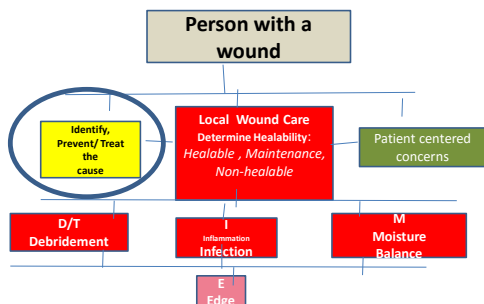 Person with a
wound
Identify,
Prevent/ Treat
the
cause
Local Wound Care
Determine Healability:
Healable , Maintenance,
Non-healable
Patient centered
concerns
D/T
Debridement
I
Inflammation
Infection
M
Moisture
Balance
E
Edge